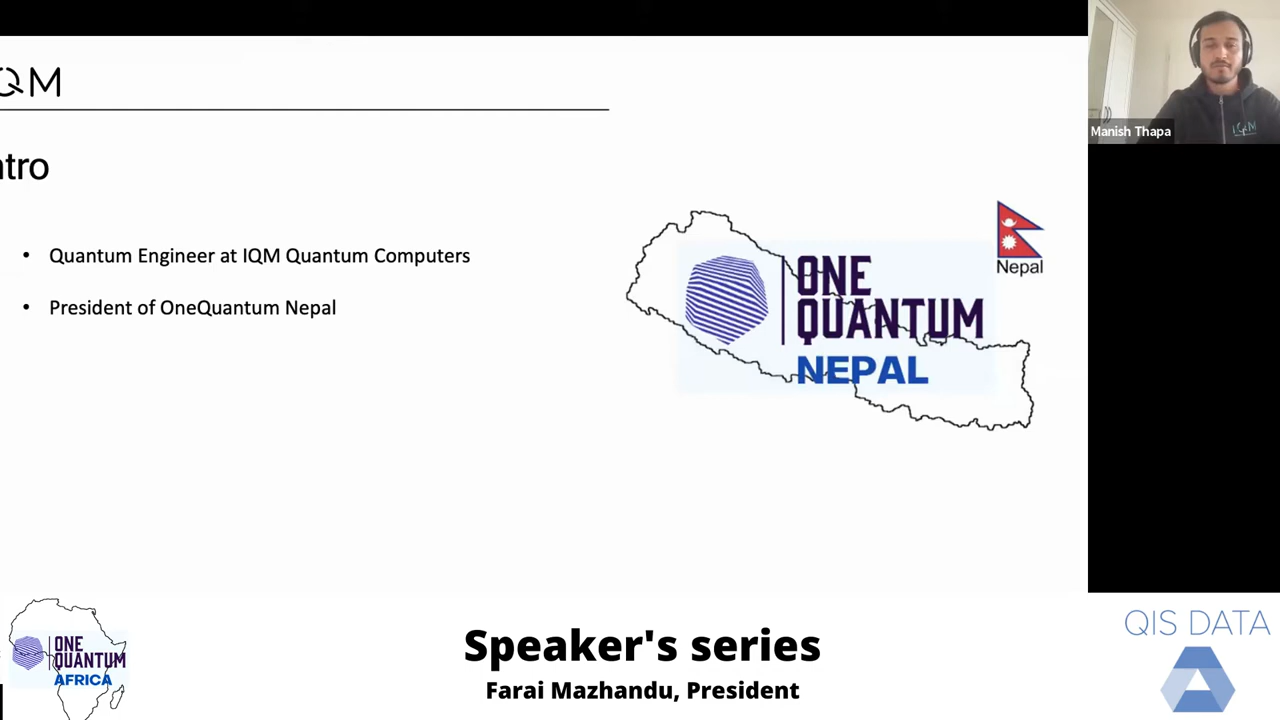 QM
ntro
• Quantum Engineer at IQM Quantum Computers
• President of OneQuantum Nepal
ONE
QUANTUM
NEPAL
Nepal
Manish Thapa
IQM
ONE
QUANTUM
AFRICA
Speaker's series
Farai Mazhandu, President
QIS DATA